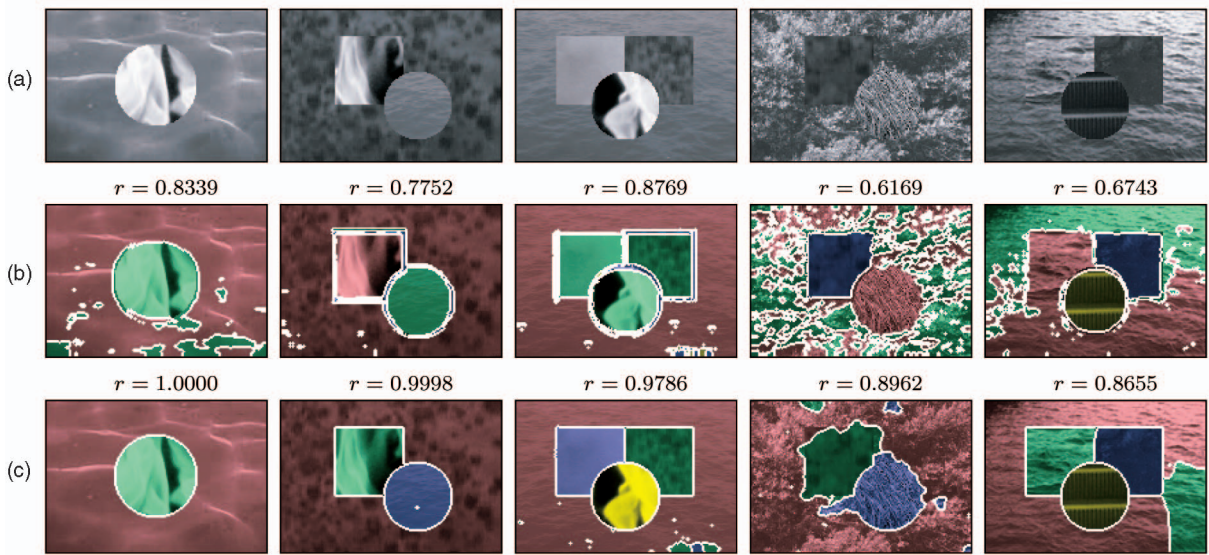 (a)
r = 0.8339 r = 0.7752 r = 0.8769 r = 0.6169 r = 0.6743
(b)
r = 1.0000 r = 0.9998 r = 0.9786 r = 0.8962 r = 0.8655
(c)